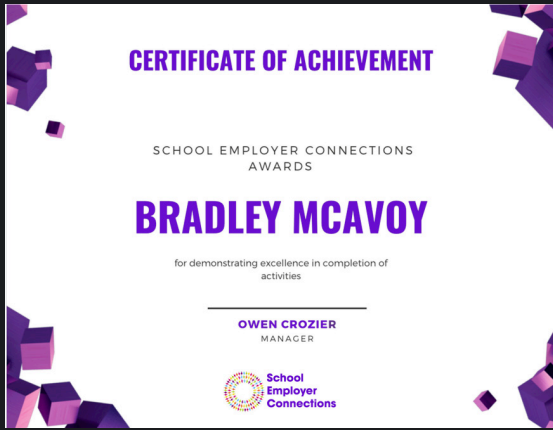 CERTIFICATE OF ACHIEVEMENT
SCHOOL EMPLOYER CONNECTIONS
AWARDS
BRADLEY MCAVOY
for demonstrating excellence in completion of
activities
OWEN CROZIER
MANAGER
School
Employer
Connections